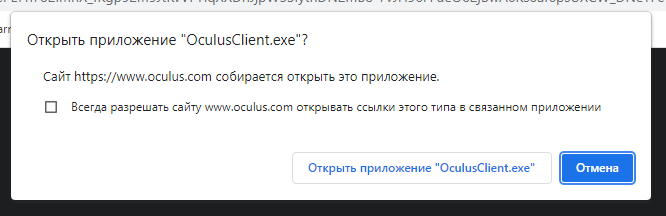 Открыть приложение "OculusClient.exe"?
Сайт https://www.oculus.com собирается открыть это приложение.
Всегда разрешать сайту www.oculus.com открывать ссылки этого типа в связанном приложении
Открыть приложение "OculusClient.exe" Отмена